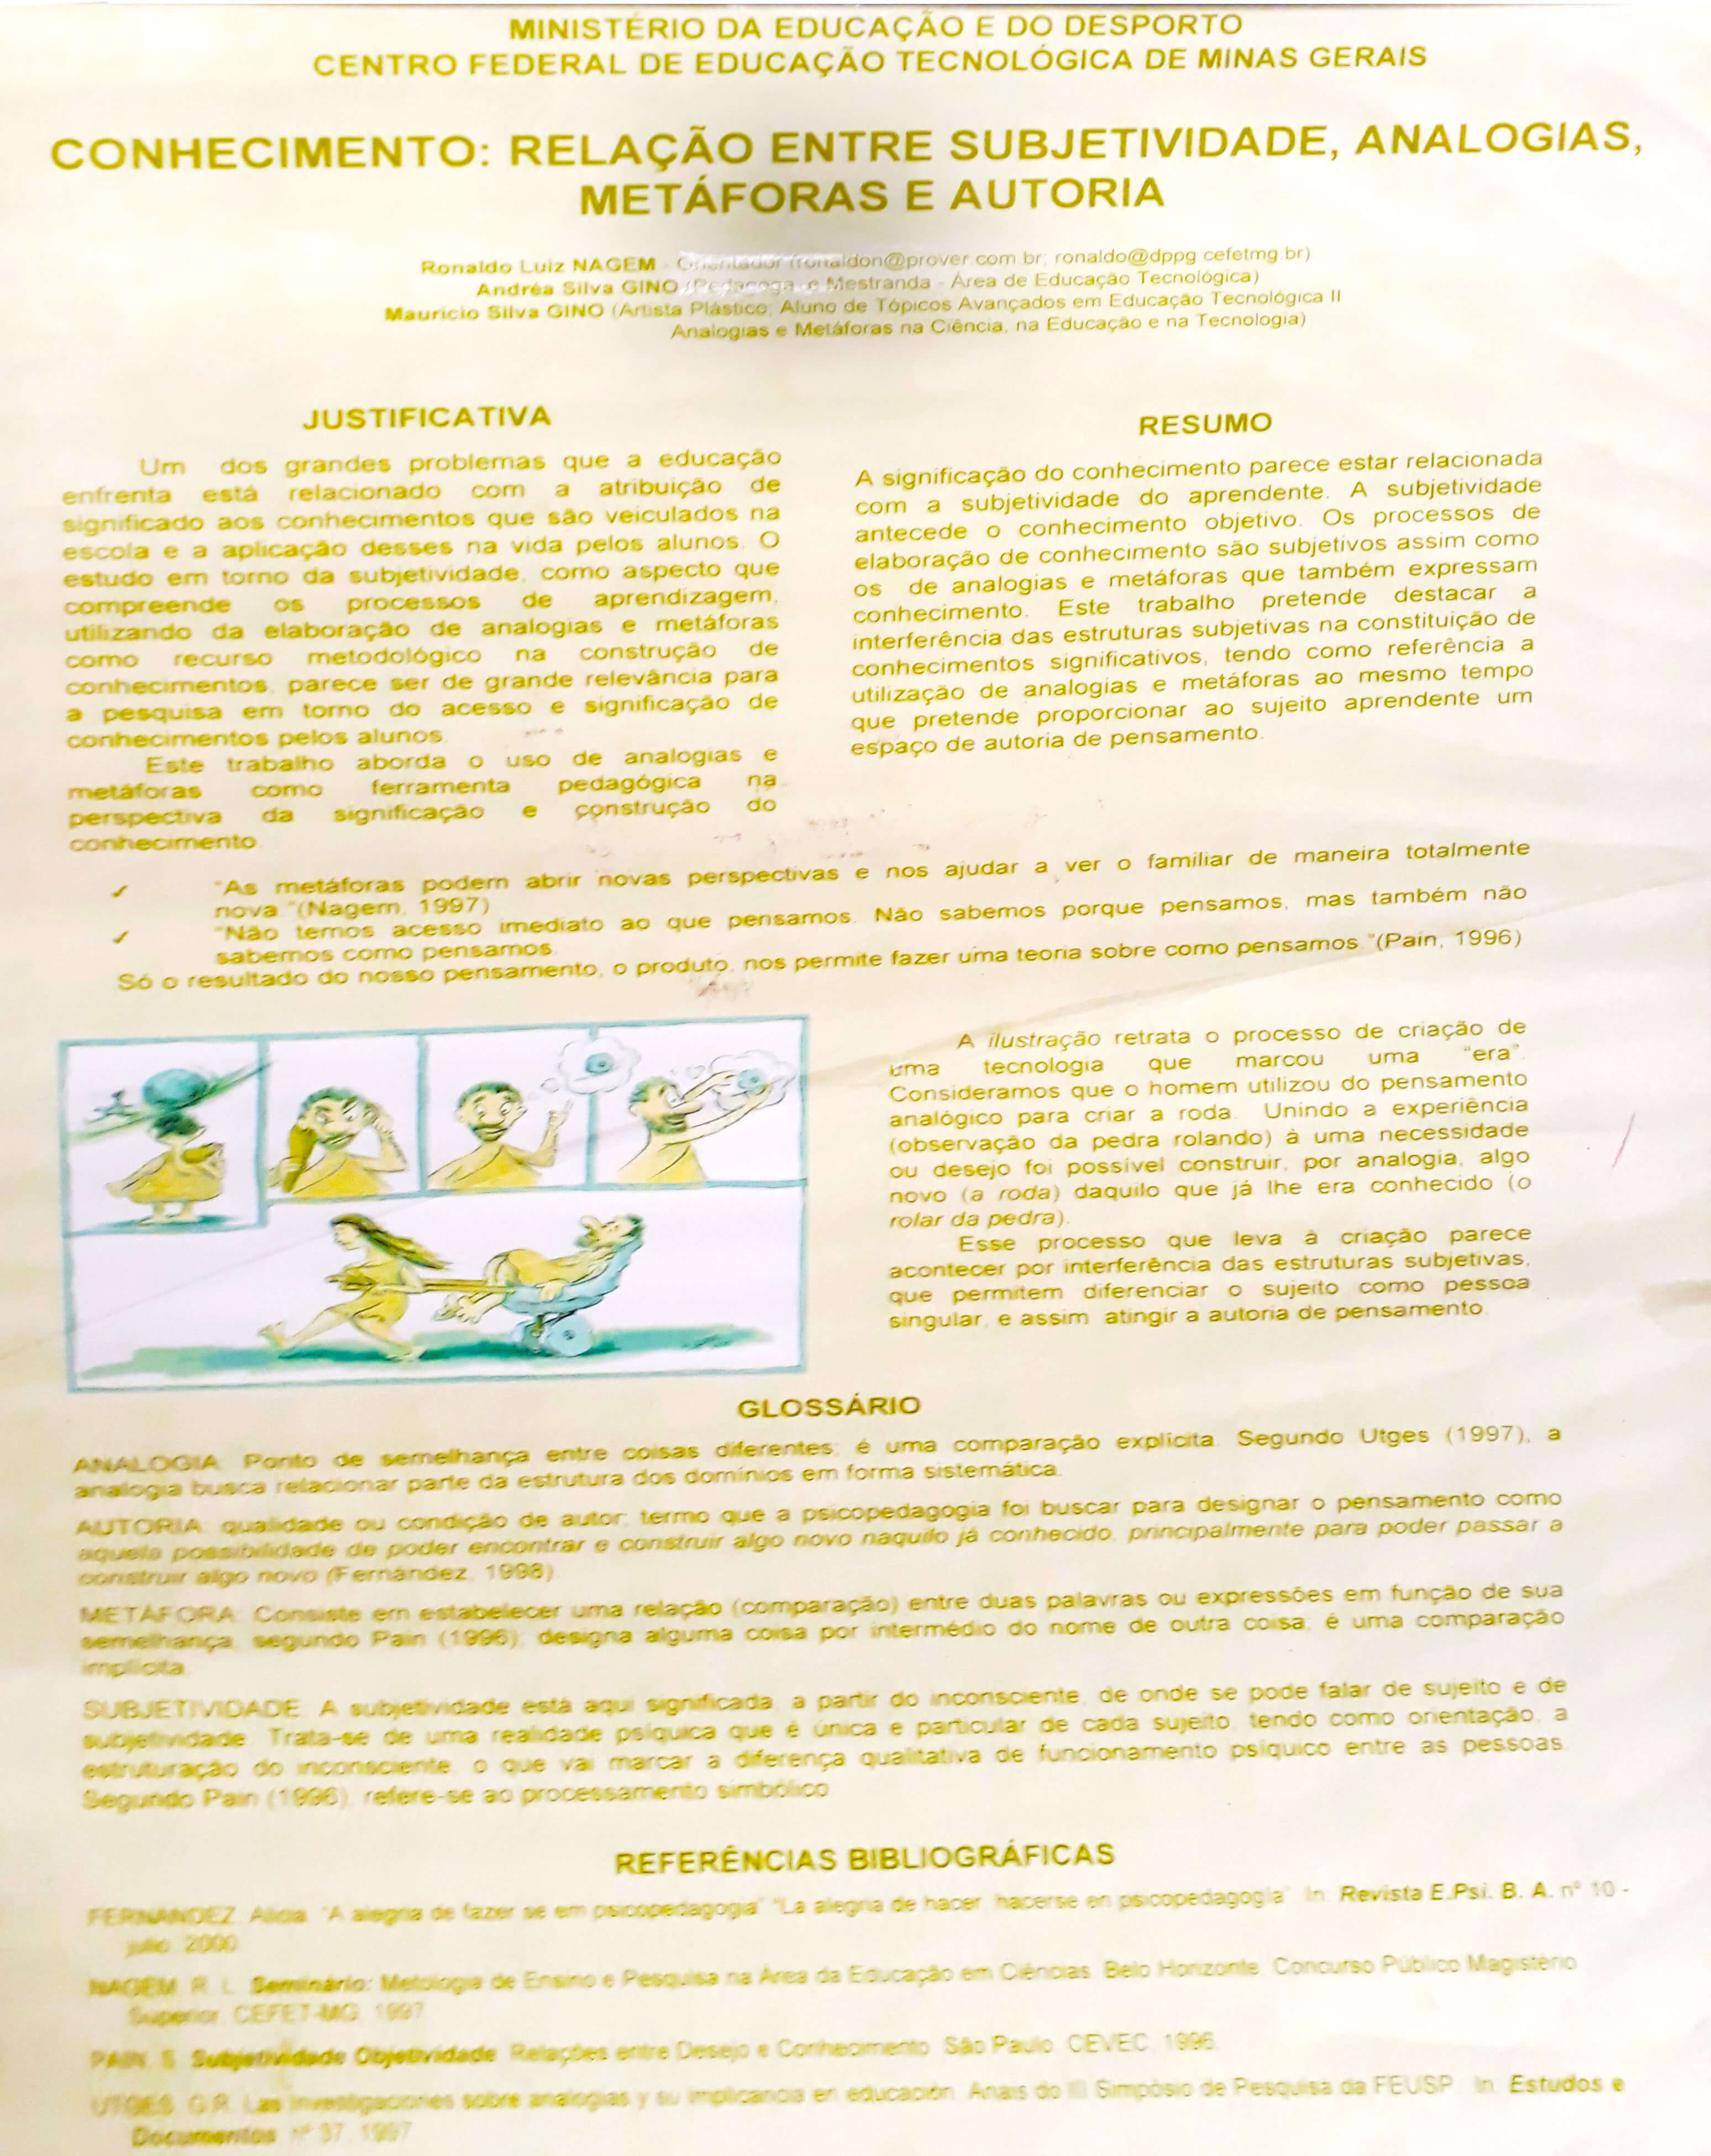 MINISTÉRIO DA EDUCAÇÃO E DO DESPORTO
CENTRO FEDERAL DE EDUCAÇÃO TECNOLÓGICA DE MINAS GERAIS
CONHECIMENTO: RELAÇÃO ENTRE SUBJETIVIDADE, ANALOGIAS,
METÁFORAS E AUTORIA
Ronaldo Luiz NAGEM - Orientador (ronaldon@prover.com.br; ronaldo@dppg.cefetmg.br)
Andréa Silva GINO (Pedagoga e Mestranda - Área de Educação Tecnológica)
Maurício Silva GINO (Artista Plástico; Aluno de Tópicos Avançados em Educação Tecnológica II
Analogias e Metáforas na Ciência, na Educação e na Tecnologia)
JUSTIFICATIVA
Um dos grandes problemas que a educação
enfrenta está relacionado com a atribuição de
significado aos conhecimentos que são veiculados na
escola e a aplicação desses na vida pelos alunos. O
estudo em torno da subjetividade, como aspecto que
compreende os processos de aprendizagem,
utilizando da elaboração de analogias e metáforas
como recurso metodológico na construção de
conhecimentos, parece ser de grande relevância para
a pesquisa em torno do acesso e significação de
conhecimentos pelos alunos.
Este trabalho aborda o uso de analogias e
metáforas como ferramenta pedagógica na
perspectiva da significação e construção do
conhecimento.
RESUMO
A significação do conhecimento parece estar relacionada
com a subjetividade do aprendente. A subjetividade
antecede o conhecimento objetivo. Os processos de
elaboração de conhecimento são subjetivos assim como
os de analogias e metáforas que também expressam
conhecimento. Este trabalho pretende destacar a
interferência das estruturas subjetivas na constituição de
conhecimentos significativos, tendo como referência a
utilização de analogias e metáforas ao mesmo tempo
que pretende proporcionar ao sujeito aprendente um
espaço de autoria de pensamento.
✓ "As metáforas podem abrir novas perspectivas e nos ajudar a ver o familiar de maneira totalmente
nova."(Nagem, 1997)
✓ "Não temos acesso imediato ao que pensamos. Não sabemos porque pensamos, mas também não
sabemos como pensamos.
Só o resultado do nosso pensamento, o produto, nos permite fazer uma teoria sobre como pensamos."(Pain, 1996)
A ilustração retrata o processo de criação de
uma tecnologia que marcou uma "era".
Consideramos que o homem utilizou do pensamento
analógico para criar a roda. Unindo a experiência
(observação da pedra rolando) à uma necessidade
ou desejo foi possível construir, por analogia, algo
novo (a roda) daquilo que já lhe era conhecido (o
rolar da pedra).
Esse processo que leva à criação parece
acontecer por interferência das estruturas subjetivas,
que permitem diferenciar o sujeito como pessoa
singular, e assim atingir a autoria de pensamento.
GLOSSÁRIO
ANALOGIA: Ponto de semelhança entre coisas diferentes; é uma comparação explícita. Segundo Utges (1997), a
analogia busca relacionar parte da estrutura dos domínios em forma sistemática.
AUTORIA: qualidade ou condição de autor; termo que a psicopedagogia foi buscar para designar o pensamento como
aquela possibilidade de poder encontrar e construir algo novo naquilo já conhecido, principalmente para poder passar a
construir algo novo (Fernández, 1998).
METÁFORA: Consiste em estabelecer uma relação (comparação) entre duas palavras ou expressões em função de sua
semelhança, segundo Pain (1996); designa alguma coisa por intermédio do nome de outra coisa; é uma comparação
implícita.
SUBJETIVIDADE: A subjetividade está aqui significada, a partir do inconsciente, de onde se pode falar de sujeito e de
subjetividade. Trata-se de uma realidade psíquica que é única e particular de cada sujeito, tendo como orientação, a
estruturação do inconsciente, o que vai marcar a diferença qualitativa de funcionamento psíquico entre as pessoas.
Segundo Pain (1996), refere-se ao processamento simbólico.
REFERÊNCIAS BIBLIOGRÁFICAS
FERNANDEZ, Alicia. "A alegria de fazer se em psicopedagogia" "La alegria de hacer, hacerse en psicopedagogia". In: Revista E.Psi. B. A. nº 10 -
julio. 2000.
NAGEM, R. L. Seminário: Metologia de Ensino e Pesquisa na Área da Educação em Ciências. Belo Horizonte. Concurso Público Magistério
Superior, CEFET-MG, 1997
PAIN, S. Subjetividade Objetividade. Relações entre Desejo e Conhecimento. São Paulo. CEVEC, 1996.
UTGES, G.R. Las investigaciones sobre analogias y su implicancia en educación. Anais do III Simpósio de Pesquisa da FEUSP. In: Estudos e
Documentos. nº 37, 1997